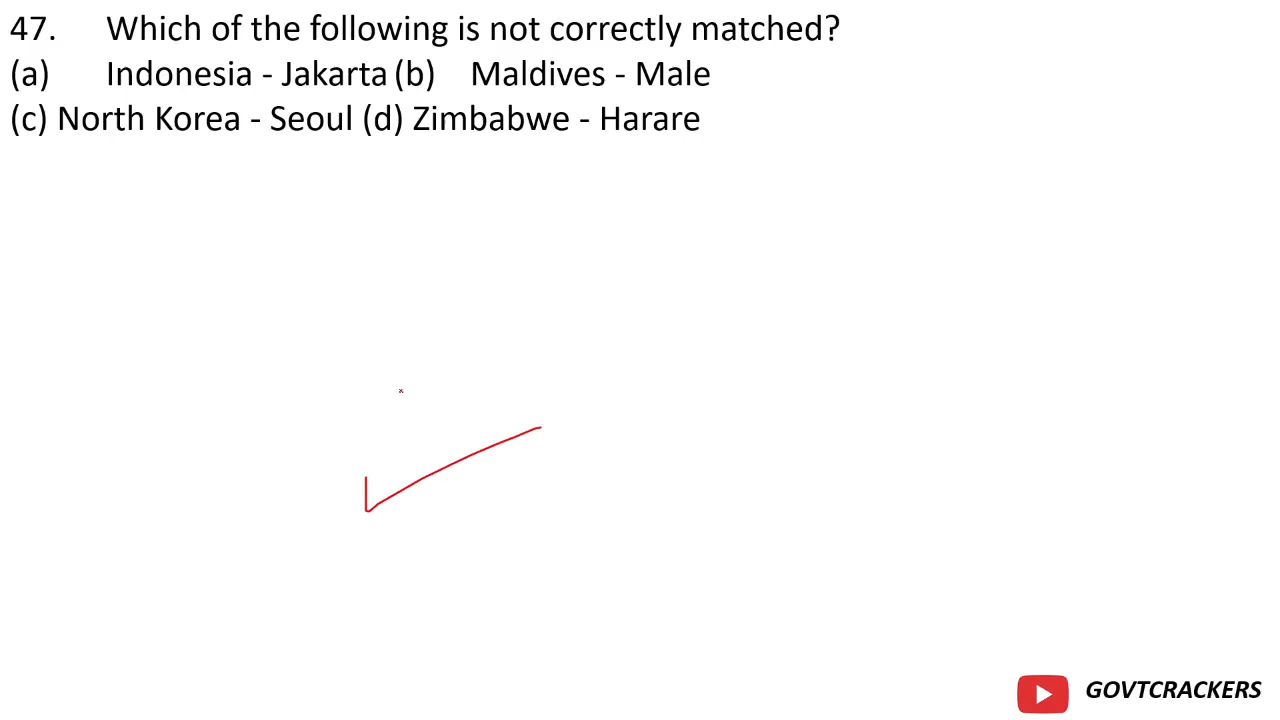 47. Which of the following is not correctly matched?
(a) Indonesia - Jakarta (b) Maldives - Male
(c) North Korea - Seoul (d) Zimbabwe - Harare
GOVTCRACKERS